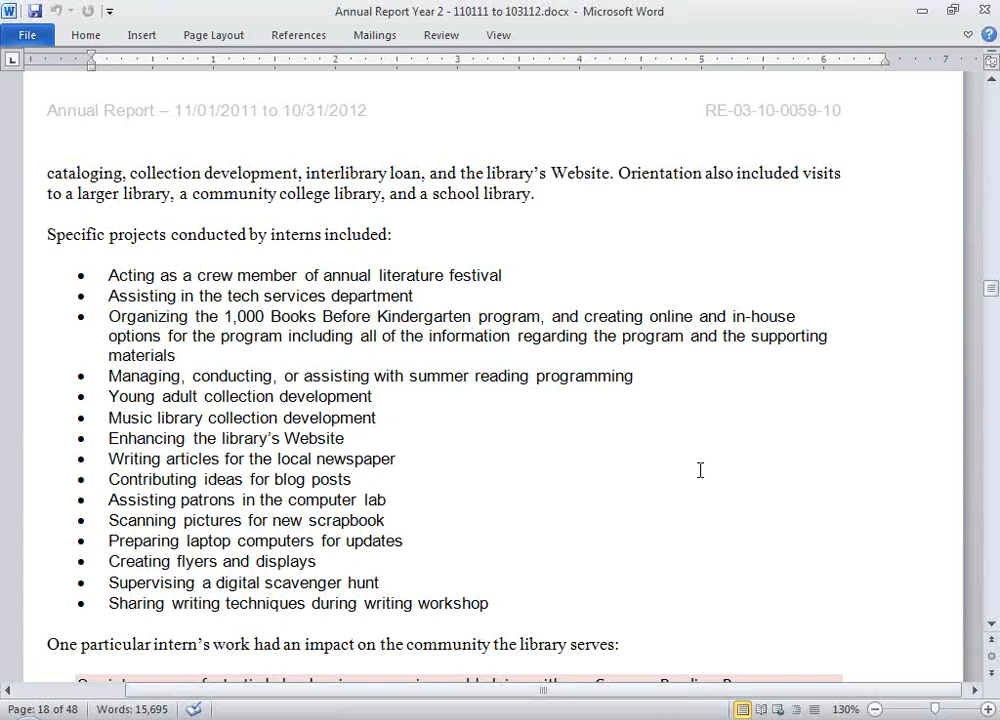 Annual Report Year 2 - 110111 to 103112.docx - Microsoft Word
File Home Insert Page Layout References Mailings Review View
1 2 3 4 5 6 7
Annual Report – 11/01/2011 to 10/31/2012 RE-03-10-0059-10
cataloging, collection development, interlibrary loan, and the library’s Website. Orientation also included visits
to a larger library, a community college library, and a school library.
Specific projects conducted by interns included:
• Acting as a crew member of annual literature festival
• Assisting in the tech services department
• Organizing the 1,000 Books Before Kindergarten program, and creating online and in-house
options for the program including all of the information regarding the program and the supporting
materials
• Managing, conducting, or assisting with summer reading programming
• Young adult collection development
• Music library collection development
• Enhancing the library’s Website
• Writing articles for the local newspaper
• Contributing ideas for blog posts
• Assisting patrons in the computer lab
• Scanning pictures for new scrapbook
• Preparing laptop computers for updates
• Creating flyers and displays
• Supervising a digital scavenger hunt
• Sharing writing techniques during writing workshop
One particular intern’s work had an impact on the community the library serves:
Page: 18 of 48 Words: 15,695 130%